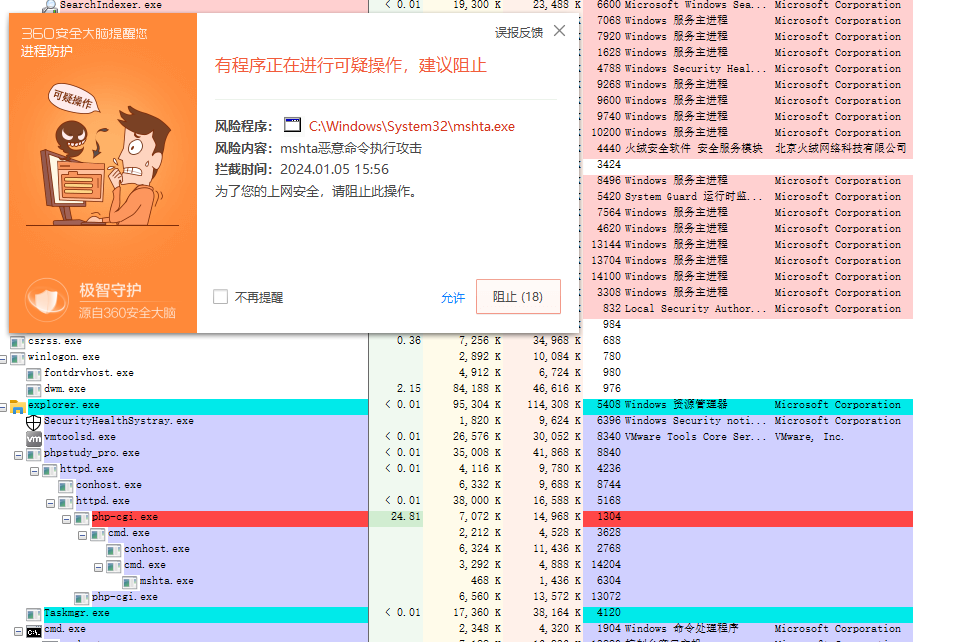 SearchIndexer.exe < 0.01 19,300 K 23,488 K 6600 Microsoft Windows Sea... Microsoft Corporation
7068 Windows 服务主进程 Microsoft Corporation
7920 Windows 服务主进程 Microsoft Corporation
1628 Windows 服务主进程 Microsoft Corporation
4788 Windows Security Heal... Microsoft Corporation
9268 Windows 服务主进程 Microsoft Corporation
9600 Windows 服务主进程 Microsoft Corporation
9740 Windows 服务主进程 Microsoft Corporation
10200 Windows 服务主进程 Microsoft Corporation
4440 火绒安全软件 安全服务模块 北京火绒网络科技有限公司
3424
8496 Windows 服务主进程 Microsoft Corporation
5420 System Guard 运行时监... Microsoft Corporation
7564 Windows 服务主进程 Microsoft Corporation
4620 Windows 服务主进程 Microsoft Corporation
13144 Windows 服务主进程 Microsoft Corporation
13704 Windows 服务主进程 Microsoft Corporation
14100 Windows 服务主进程 Microsoft Corporation
3308 Windows 服务主进程 Microsoft Corporation
832 Local Security Author... Microsoft Corporation
984
360安全大脑提醒您
进程防护
可疑操作
极智守护
源自360安全大脑
误报反馈
有程序正在进行可疑操作，建议阻止
风险程序： C:\Windows\System32\mshta.exe
风险内容：mshta恶意命令执行攻击
拦截时间：2024.01.05 15:56
为了您的上网安全，请阻止此操作。
不再提醒
允许
阻止 (18)
csrss.exe 0.36 7,256 K 34,968 K 688
winlogon.exe 2,892 K 10,084 K 780
fontdrvhost.exe 4,912 K 6,724 K 980
dwm.exe 2.15 84,188 K 46,616 K 976
explorer.exe < 0.01 95,304 K 114,308 K 5408 Windows 资源管理器 Microsoft Corporation
SecurityHealthSystray.exe 1,820 K 9,624 K 6396 Windows Security noti... Microsoft Corporation
vm vmtoolsd.exe < 0.01 26,576 K 30,052 K 8340 VMware Tools Core Ser... VMware, Inc.
phpstudy_pro.exe < 0.01 35,008 K 41,868 K 8840
httpd.exe < 0.01 4,116 K 9,780 K 4236
conhost.exe 6,332 K 9,688 K 8744
httpd.exe < 0.01 38,000 K 16,588 K 5168
php-cgi.exe 24.81 7,072 K 14,968 K 1304
cmd.exe 2,212 K 4,528 K 3628
conhost.exe 6,324 K 11,436 K 2768
cmd.exe 3,292 K 4,888 K 14204
mshta.exe 468 K 1,436 K 6304
php-cgi.exe 6,560 K 13,572 K 13072
Taskmgr.exe < 0.01 17,360 K 38,164 K 4120
cmd.exe 2,348 K 4,320 K 1904 Windows 命令处理程序 Microsoft Corporation